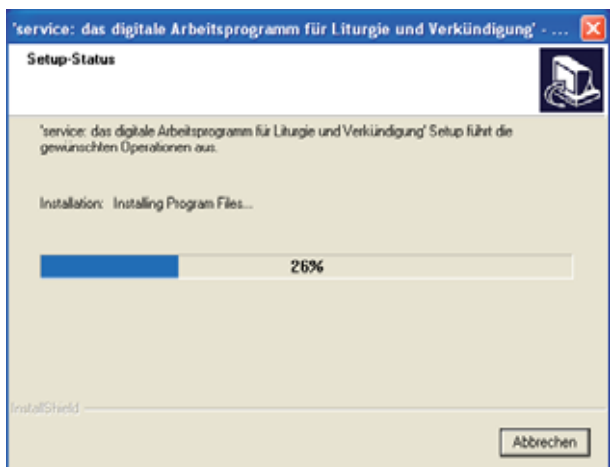 'service: das digitale Arbeitsprogramm für Liturgie und Verkündigung' - ...
Setup-Status
'service: das digitale Arbeitsprogramm für Liturgie und Verkündigung' Setup führt die
gewünschten Operationen aus.
Installation: Installing Program Files...
26%
InstallShield
Abbrechen